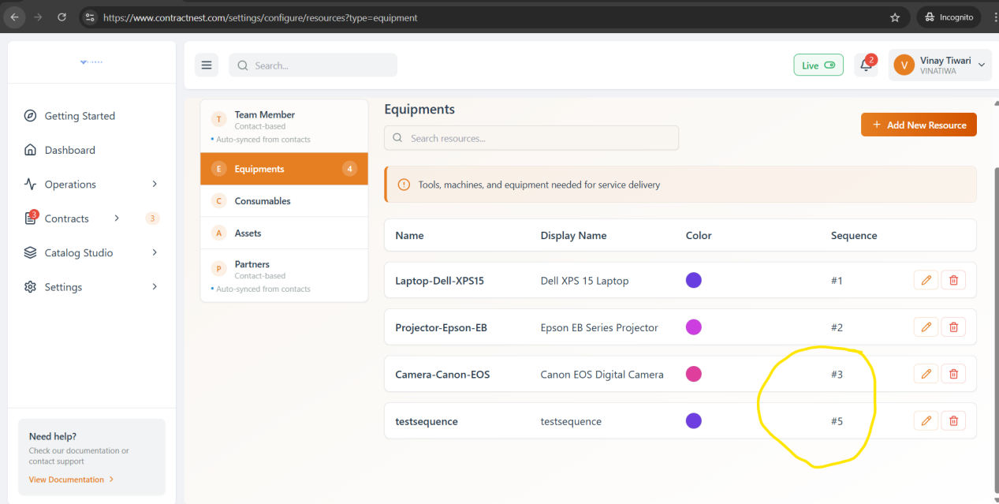 https://www.contractnest.com/settings/configure/resources?type=equipment
Incognito
Search...
Live
2
V
Vinay Tiwari
VINATIWA
Getting Started
Dashboard
Operations
3
Contracts
3
Catalog Studio
Settings
Need help?
Check our documentation or
contact support
View Documentation
T
Team Member
Contact-based
• Auto-synced from contacts
E
Equipments
4
C
Consumables
A
Assets
P
Partners
Contact-based
• Auto-synced from contacts
Equipments
Search resources...
+ Add New Resource
Tools, machines, and equipment needed for service delivery
Name Display Name Color Sequence
Laptop-Dell-XPS15 Dell XPS 15 Laptop #1
Projector-Epson-EB Epson EB Series Projector #2
Camera-Canon-EOS Canon EOS Digital Camera #3
testsequence testsequence #5